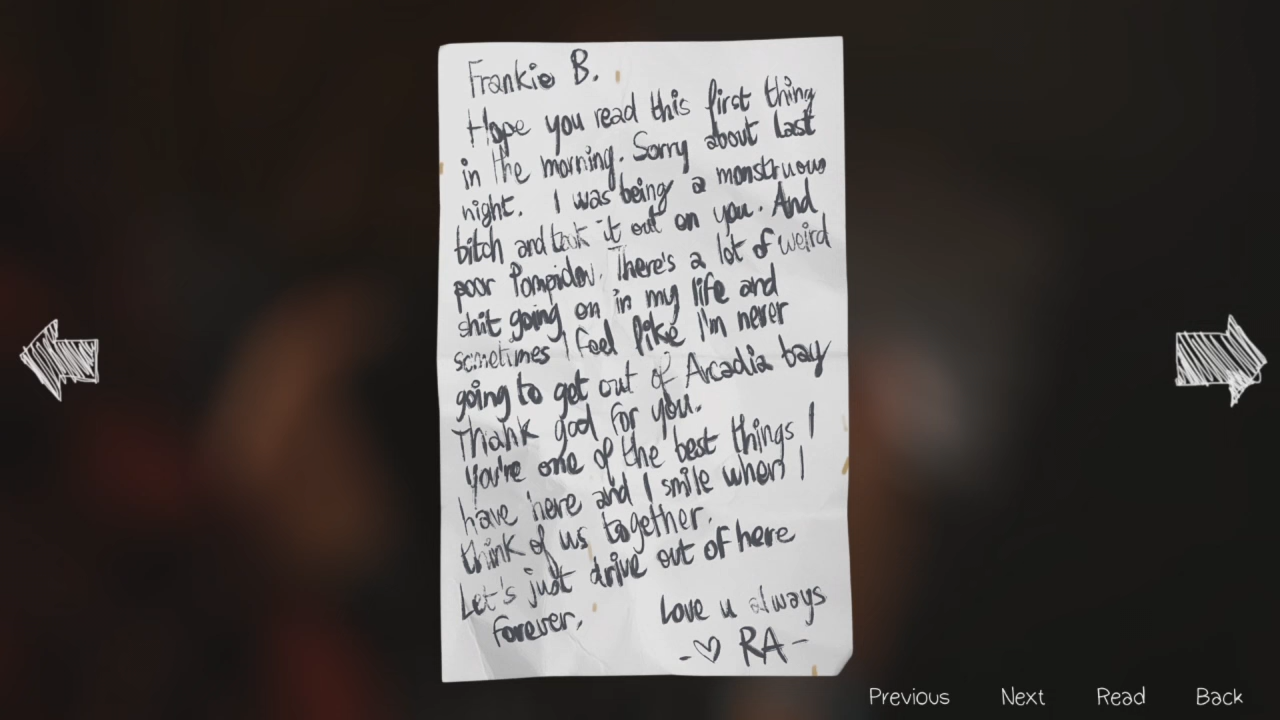 Frankie B.
Hope you read this first thing
in the morning. Sorry about last
night. I was being a monstruous
bitch and took it out on you. And
poor Pompidou. There's a lot of weird
shit going on in my life and
sometimes I feel like I'm never
going to get out of Arcadia bay
Thank god for you.
You're one of the best things I
have here and I smile when I
think of us together.
Let's just drive out of here
forever.
Love u always
-♡ RA-
Previous Next Read Back